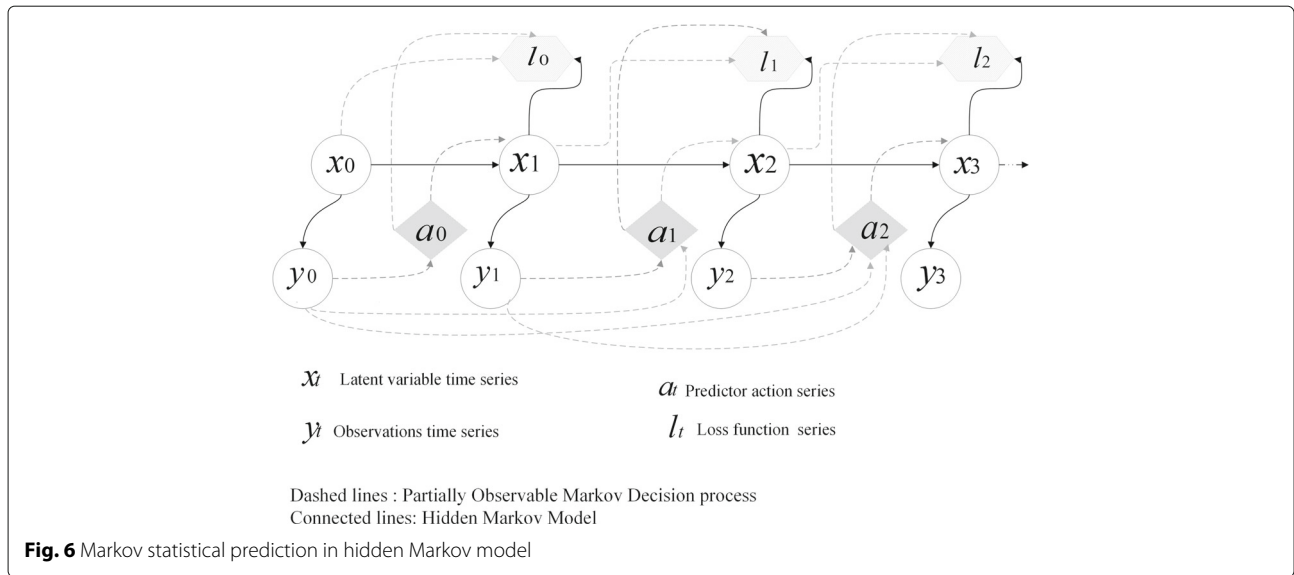 l0 l1 l2
x0 x1 x2 x3
a0 a1 a2
y0 y1 y2 y3
xt Latent variable time series
at Predictor action series
yt Observations time series
lt Loss function series
Dashed lines : Partially Observable Markov Decision process
Connected lines: Hidden Markov Model
Fig. 6 Markov statistical prediction in hidden Markov model